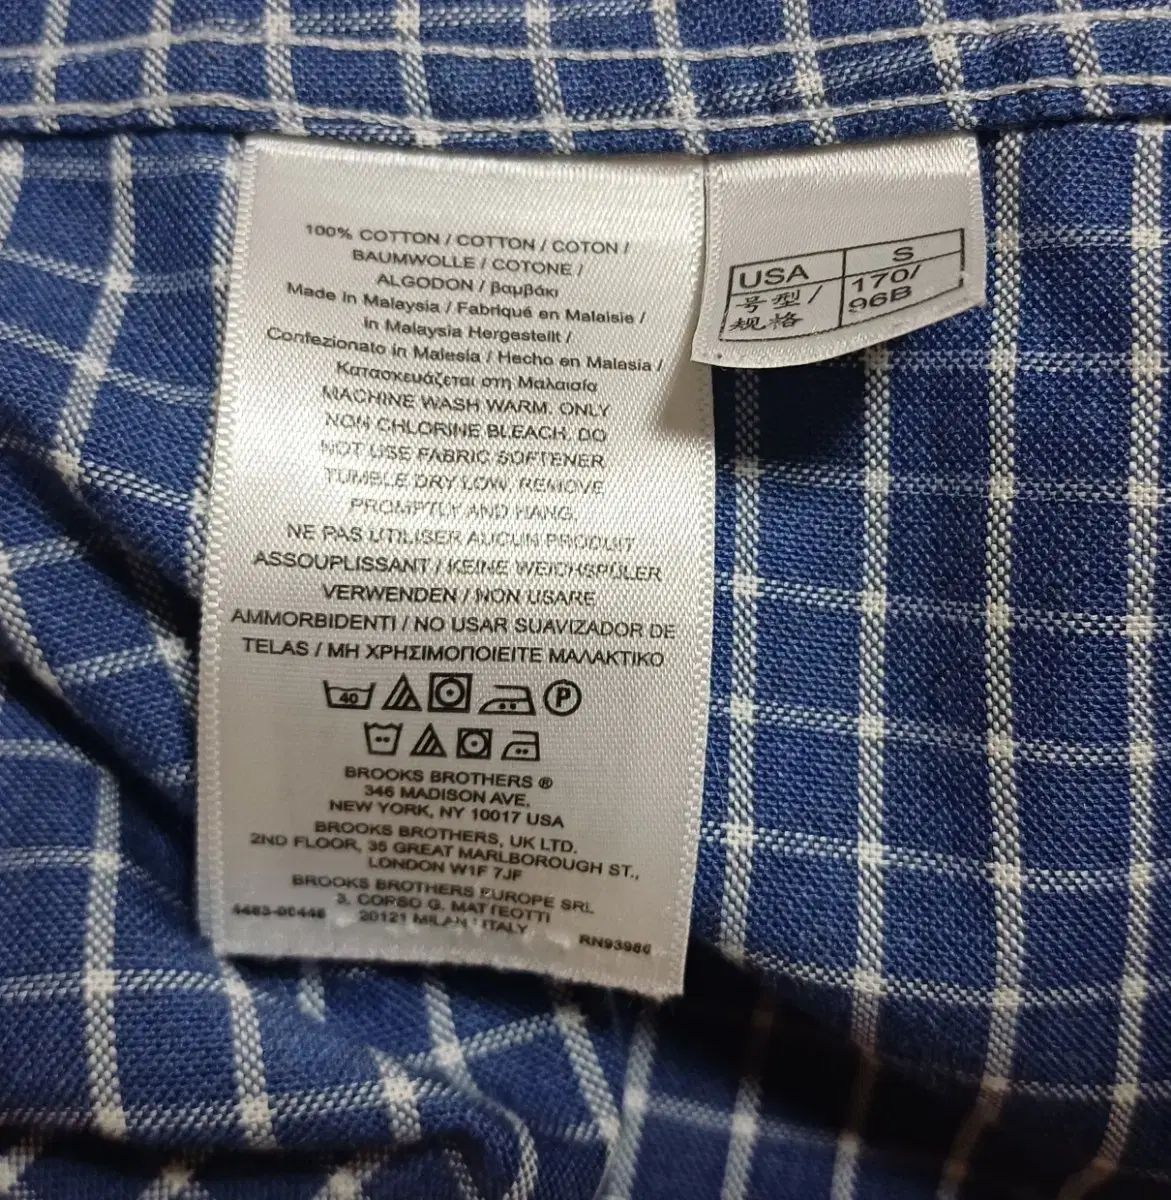 100% COTTON / COTTON / COTON /
BAUMWOLLE / COTONE /
ALGODON / βαμβάκι
Made in Malaysia / Fabriqué en Malaisie /
in Malaysia Hergestellt /
Confezionato in Malesia / Hecho en Malasia /
Κατασκευάζεται στη Μαλαισία
MACHINE WASH WARM. ONLY
NON CHLORINE BLEACH. DO
NOT USE FABRIC SOFTENER
TUMBLE DRY LOW. REMOVE
PROMPTLY AND HANG.
NE PAS UTILISER AUCUN PRODUIT
ASSOUPLISSANT / KEINE WEICHSPÜLER
VERWENDEN / NON USARE
AMMORBIDENTI / NO USAR SUAVIZADOR DE
TELAS / ΜΗ ΧΡΗΣΙΜΟΠΟΙΕΙΤΕ ΜΑΛΑΚΤΙΚΟ
40 P
BROOKS BROTHERS ®
346 MADISON AVE,
NEW YORK, NY 10017 USA
BROOKS BROTHERS, UK LTD.
2ND FLOOR, 35 GREAT MARLBOROUGH ST.,
LONDON W1F 7JF
BROOKS BROTHERS EUROPE SRL
3, CORSO G. MATTEOTTI
20121 MILAN ITALY
4463-00446
RN93986
USA S
号型/ 170/
规格 96B